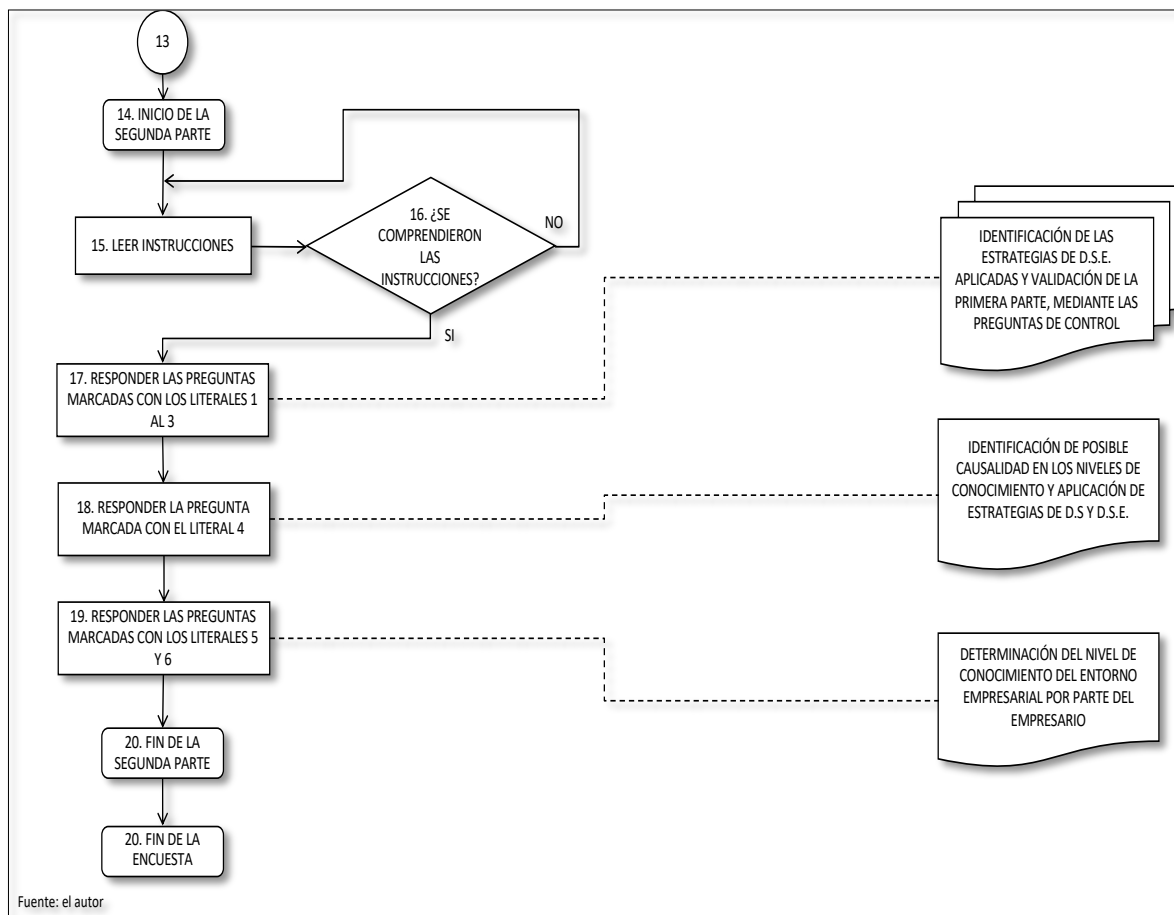 13
14. INICIO DE LA
SEGUNDA PARTE
15. LEER INSTRUCCIONES
16. ¿SE
COMPRENDIERON
LAS
INSTRUCCIONES?
NO
SI
IDENTIFICACIÓN DE LAS
ESTRATEGIAS DE D.S.E.
APLICADAS Y VALIDACIÓN DE LA
PRIMERA PARTE, MEDIANTE LAS
PREGUNTAS DE CONTROL
17. RESPONDER LAS PREGUNTAS
MARCADAS CON LOS LITERALES 1
AL 3
IDENTIFICACIÓN DE POSIBLE
CAUSALIDAD EN LOS NIVELES DE
CONOCIMIENTO Y APLICACIÓN DE
ESTRATEGIAS DE D.S Y D.S.E.
18. RESPONDER LA PREGUNTA
MARCADA CON EL LITERAL 4
19. RESPONDER LAS PREGUNTAS
MARCADAS CON LOS LITERALES 5
Y 6
DETERMINACIÓN DEL NIVEL DE
CONOCIMIENTO DEL ENTORNO
EMPRESARIAL POR PARTE DEL
EMPRESARIO
20. FIN DE LA
SEGUNDA PARTE
20. FIN DE LA
ENCUESTA
Fuente: el autor